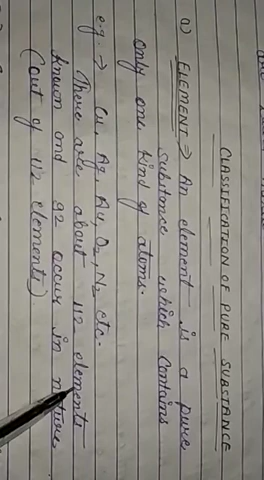 CLASSIFICATION OF PURE SUBSTANCE
a) ELEMENT ⇒ An element is a pure
substance which contains
only one kind of atoms.
e.g. → Cu, Ag, Au, O2, N2 etc.
There are about 112 elements
known and 92 occur in nature.
(out of 112 elements)